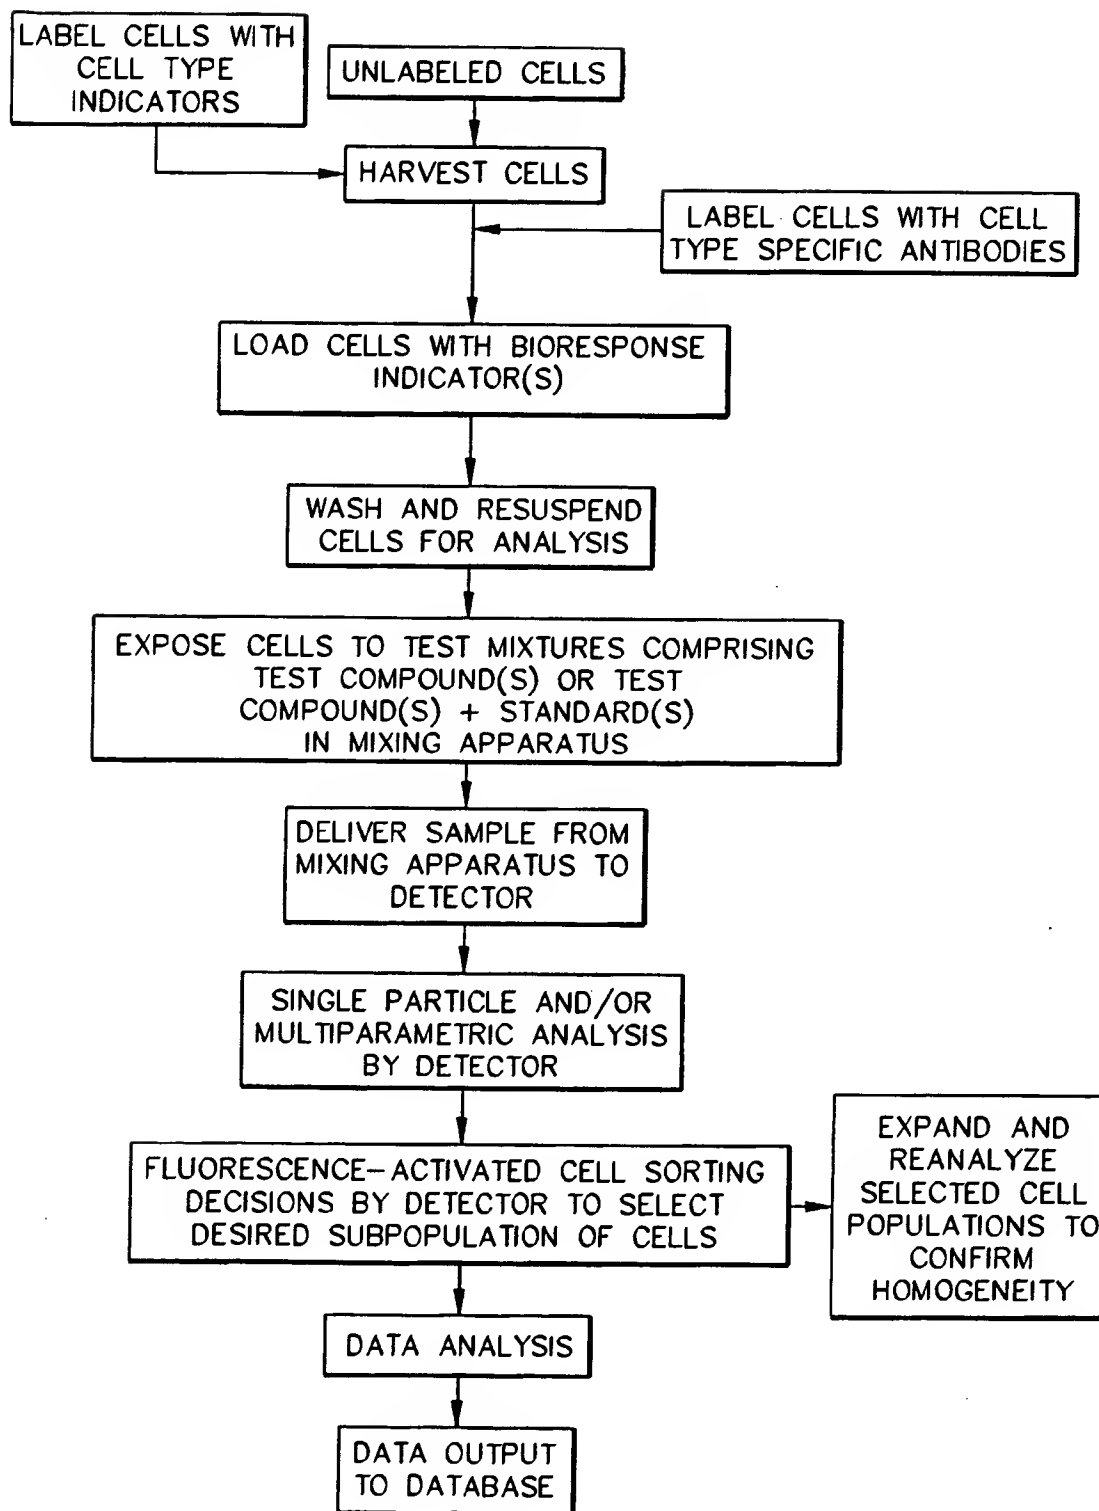 LABEL CELLS WITH
CELL TYPE
INDICATORS
UNLABELED CELLS
HARVEST CELLS
LABEL CELLS WITH CELL
TYPE SPECIFIC ANTIBODIES
LOAD CELLS WITH BIORESPONSE
INDICATOR(S)
WASH AND RESUSPEND
CELLS FOR ANALYSIS
EXPOSE CELLS TO TEST MIXTURES COMPRISING
TEST COMPOUND(S) OR TEST
COMPOUND(S) + STANDARD(S)
IN MIXING APPARATUS
DELIVER SAMPLE FROM
MIXING APPARATUS TO
DETECTOR
SINGLE PARTICLE AND/OR
MULTIPARAMETRIC ANALYSIS
BY DETECTOR
FLUORESCENCE-ACTIVATED CELL SORTING
DECISIONS BY DETECTOR TO SELECT
DESIRED SUBPOPULATION OF CELLS
EXPAND AND
REANALYZE
SELECTED CELL
POPULATIONS TO
CONFIRM
HOMOGENEITY
DATA ANALYSIS
DATA OUTPUT
TO DATABASE